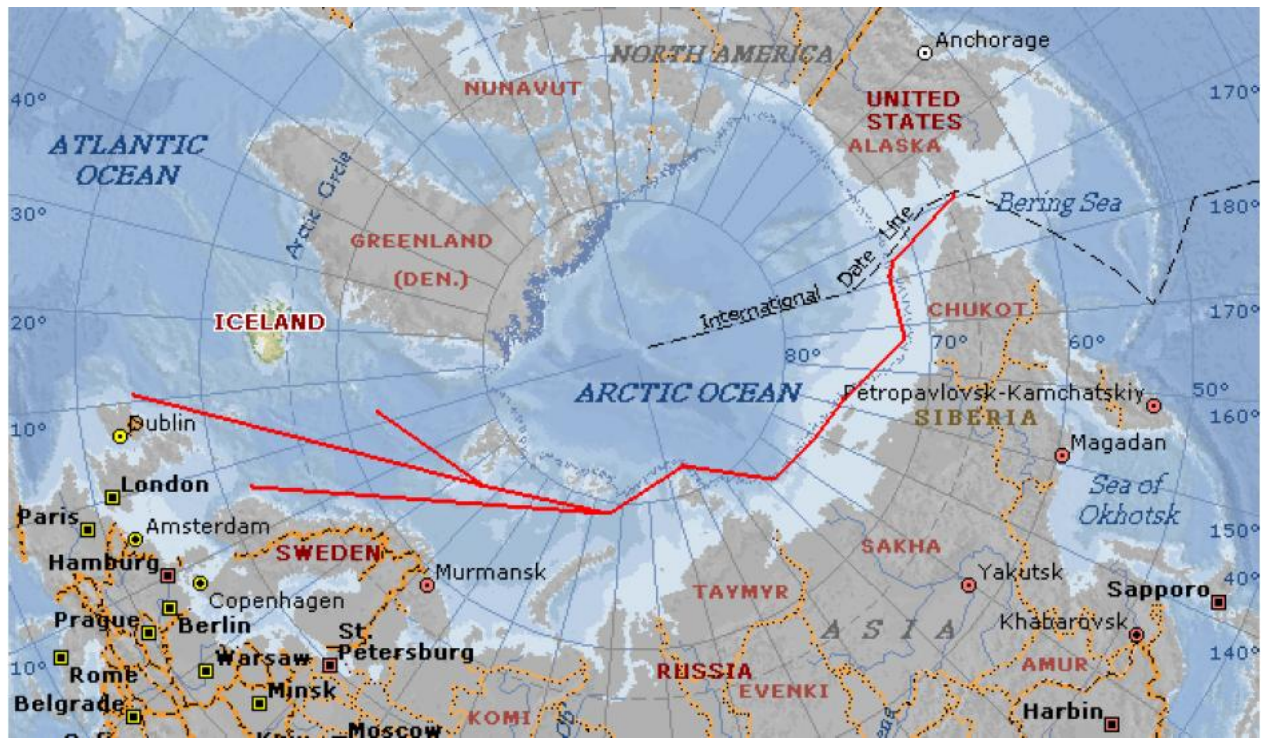 Anchorage
NORTH AMERICA
NUNAVUT
170°
40°
UNITED
STATES
ALASKA
ATLANTIC
OCEAN
Arctic Circle
Bering Sea
180°
30°
GREENLAND
(DEN.)
International Date Line
CHUKOT
170°
ICELAND
20°
80°
70°
60°
ARCTIC OCEAN
Petropavlovsk-Kamchatskiy
50°
160°
SIBERIA
Dublin
10°
Magadan
London
Sea of
Okhotsk
Paris
Amsterdam
150°
SWEDEN
SAKHA
Hamburg
Murmansk
Yakutsk
40°
Copenhagen
TAYMYR
Sapporo
Prague
Berlin
St.
Petersburg
ASIA
Khabarovsk
Warsaw
140°
10°
Rome
RUSSIA
AMUR
Minsk
EVENKI
Belgrade
KOMI
Harbin
Moscow